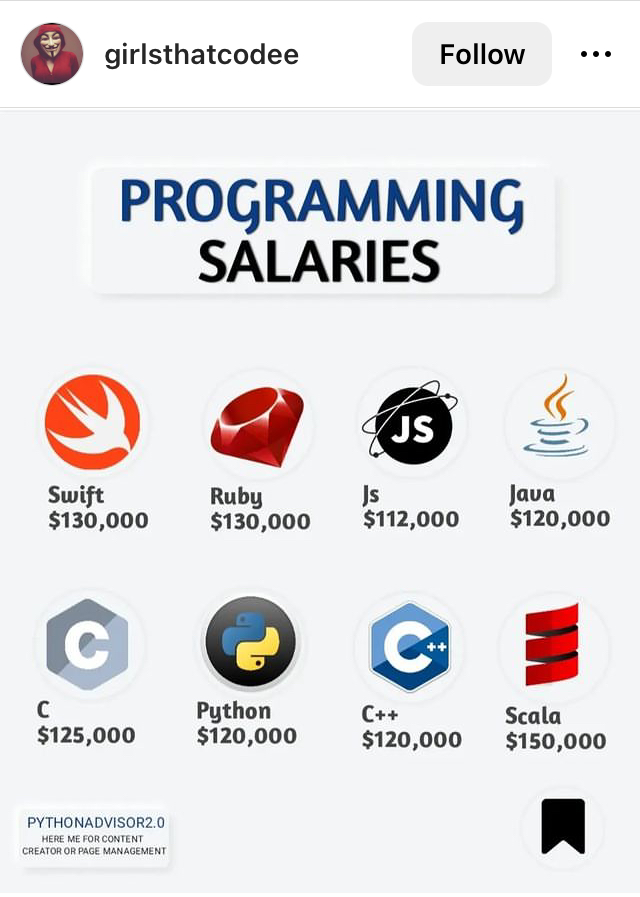 girlsthatcodee
Follow
PROGRAMMING
SALARIES
JS
Swift
$130,000
Ruby
$130,000
Js
$112,000
Java
$120,000
C
C++
C
$125,000
Python
$120,000
C++
$120,000
Scala
$150,000
PYTHONADVISOR2.0
HERE ME FOR CONTENT
CREATOR OR PAGE MANAGEMENT